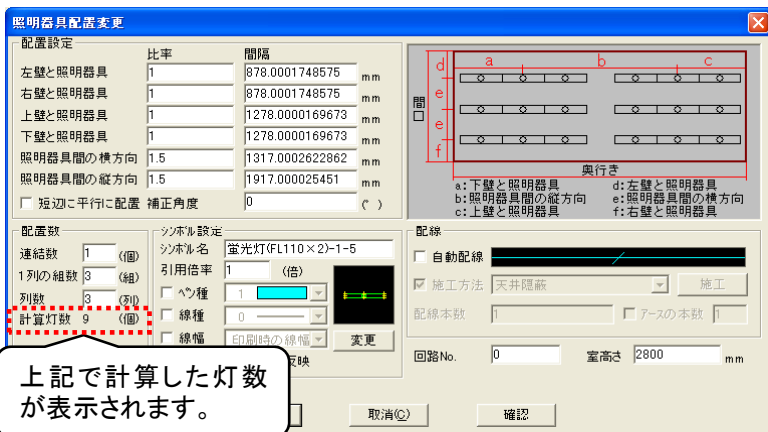 照明器具配置変更
配置設定
比率 間隔
左壁と照明器具 1 878.0001748575 mm
右壁と照明器具 1 878.0001748575 mm
上壁と照明器具 1 1278.0000169673 mm
下壁と照明器具 1 1278.0000169673 mm
照明器具間の横方向 1.5 1317.0002622862 mm
照明器具間の縦方向 1.5 1917.000025451 mm
短辺に平行に配置 補正角度 0 (°)
d a b c
e
間口
e
f
奥行き
a:下壁と照明器具 d:左壁と照明器具
b:照明器具間の縦方向 e:照明器具間の横方向
c:上壁と照明器具 f:右壁と照明器具
配置数
連結数 1 (個)
1列の組数 3 (組)
列数 3 (列)
計算灯数 9 (個)
シンボル設定
シンボル名 蛍光灯(FL110×2)-1-5
引用倍率 1 (倍)
ペン種 1
線種 0
線幅 印刷時の線幅 変更
反映
配線
自動配線
施工方法 天井隠蔽 施工
配線本数 1 アースの本数 1
回路No. 0 室高さ 2800 mm
上記で計算した灯数
が表示されます。
取消(C) 確認